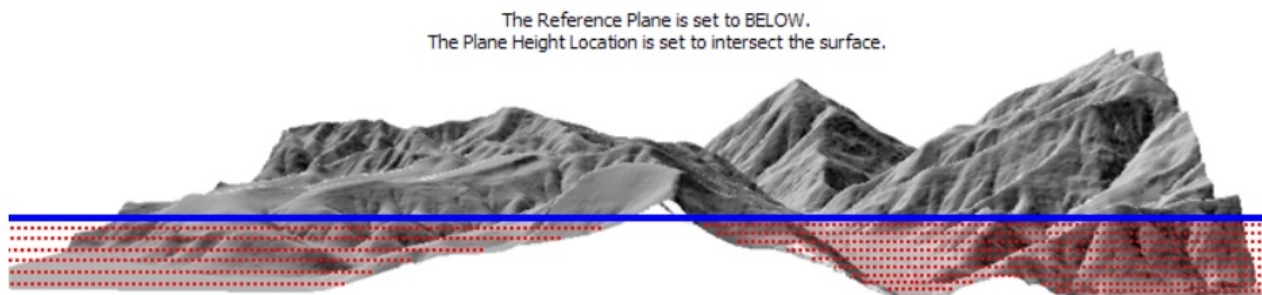 The Reference Plane is set to BELOW.
The Plane Height Location is set to intersect the surface.